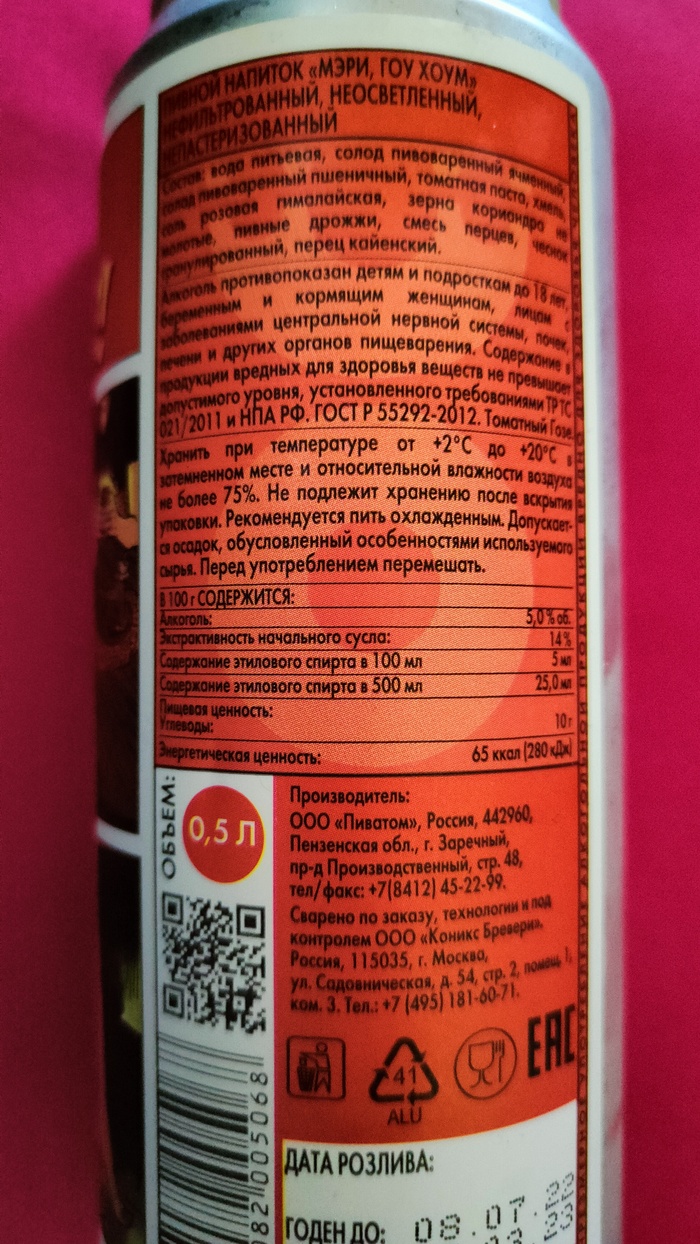 ПИВНОЙ НАПИТОК «МЭРИ, ГОУ ХОУМ»
НЕФИЛЬТРОВАННЫЙ, НЕОСВЕТЛЕННЫЙ,
НЕПАСТЕРИЗОВАННЫЙ
Состав: вода питьевая, солод пивоваренный ячменный,
солод пивоваренный пшеничный, томатная паста, хмель,
соль розовая гималайская, зерна кориандра не
молотые, пивные дрожжи, смесь перцев, чеснок
гранулированный, перец кайенский.
Алкоголь противопоказан детям и подросткам до 18 лет,
беременным и кормящим женщинам, лицам с
заболеваниями центральной нервной системы, почек,
печени и других органов пищеварения. Содержание в
продукции вредных для здоровья веществ не превышает
допустимого уровня, установленного требованиями ТР ТС
021/2011 и НПА РФ. ГОСТ Р 55292-2012. Томатный Гозе.
Хранить при температуре от +2°С до +20°С в
затемненном месте и относительной влажности воздуха
не более 75%. Не подлежит хранению после вскрытия
упаковки. Рекомендуется пить охлажденным. Допускает-
ся осадок, обусловленный особенностями используемого
сырья. Перед употреблением перемешать.
В 100 г СОДЕРЖИТСЯ:
Алкоголь: 5,0% об.
Экстрактивность начального сусла: 14%
Содержание этилового спирта в 100 мл 5 мл
Содержание этилового спирта в 500 мл 25,0 мл
Пищевая ценность:
Углеводы: 10 г
Энергетическая ценность: 65 ккал (280 кДж)
ОБЪЕМ:
0,5 Л
Производитель:
ООО «Пиватом», Россия, 442960,
Пензенская обл., г. Заречный,
пр-д Производственный, стр. 48,
тел/факс: +7(8412) 45-22-99.
Сварено по заказу, технологии и под
контролем ООО «Коникс Бревери».
Россия, 115035, г. Москва,
ул. Садовническая, д. 54, стр. 2, помещ. 1,
ком. 3. Тел.: +7 (495) 181-60-71.
41
ALU
EAC
82 005068
ДАТА РОЗЛИВА:
ГОДЕН ДО: 08.07.